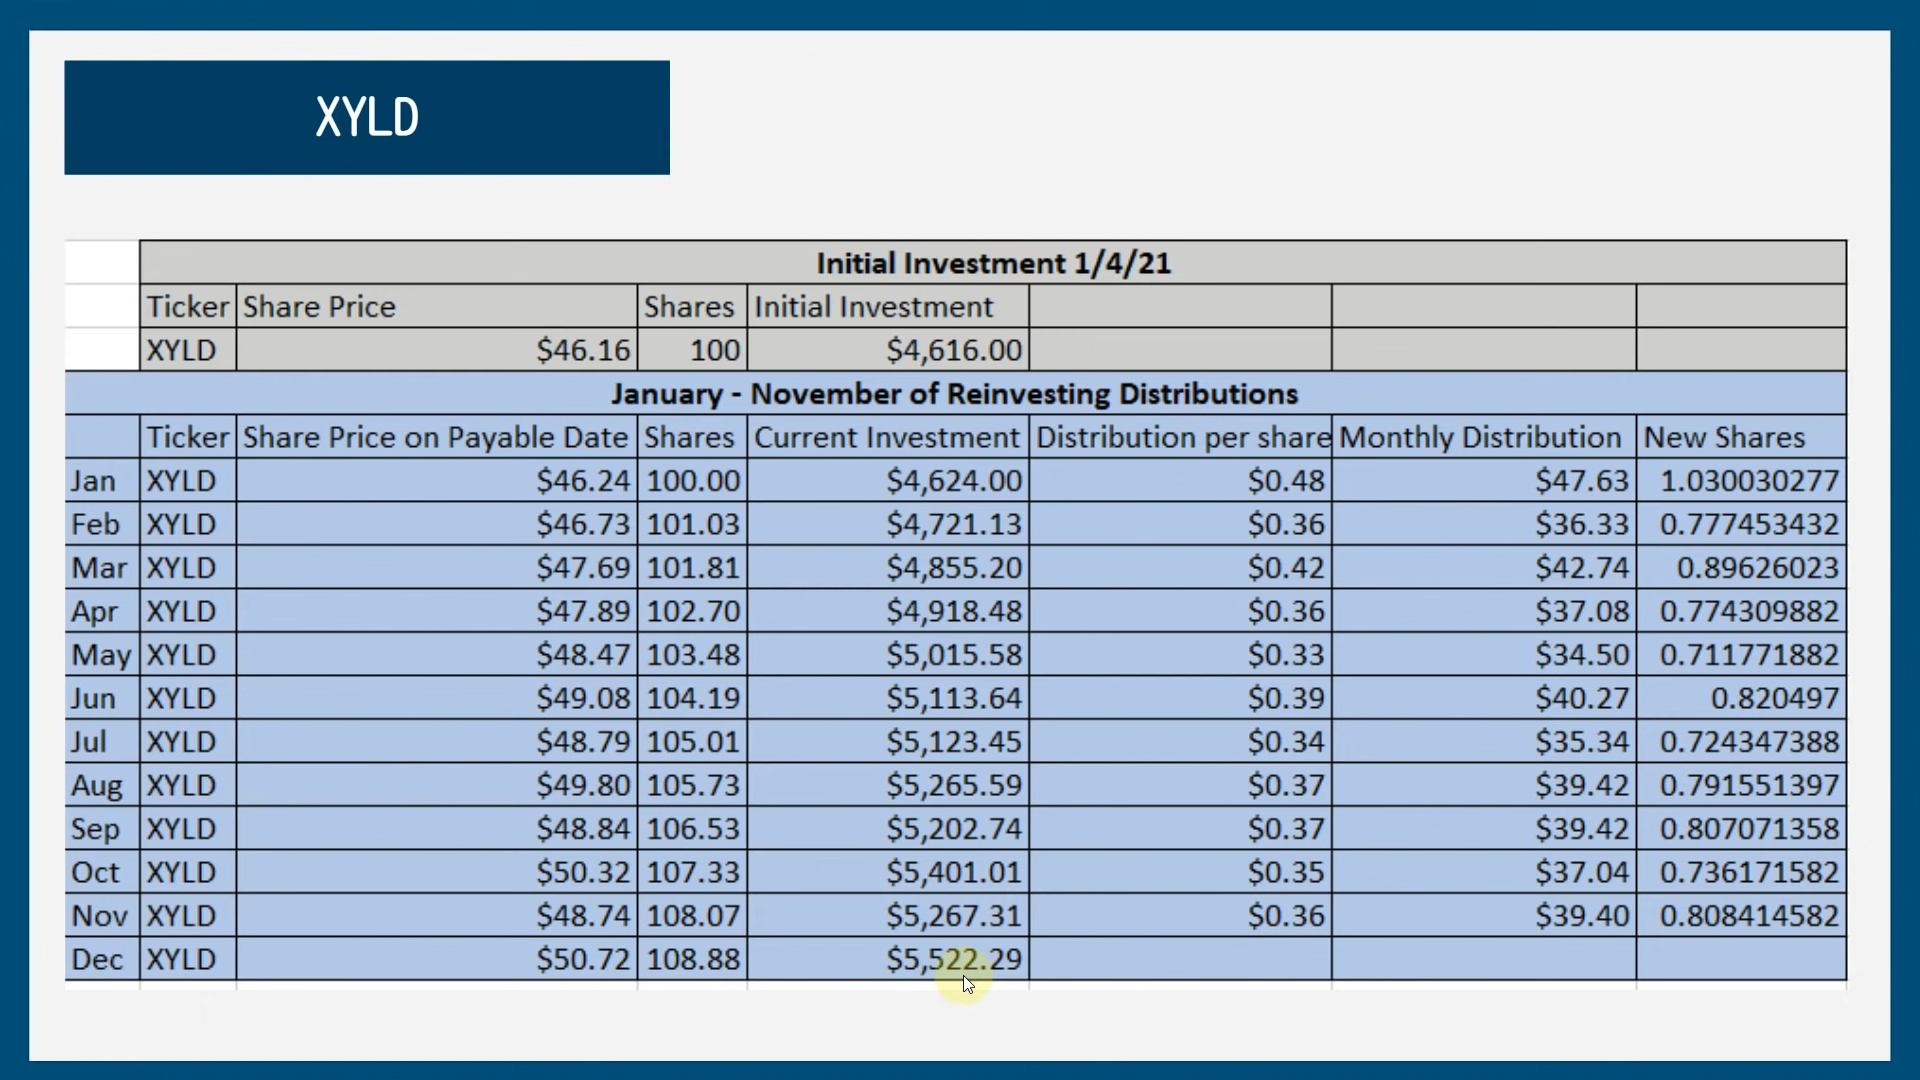 XYLD
Initial Investment 1/4/21
Ticker Share Price Shares Initial Investment
XYLD $46.16 100 $4,616.00
January - November of Reinvesting Distributions
Ticker Share Price on Payable Date Shares Current Investment Distribution per share Monthly Distribution New Shares
Jan XYLD $46.24 100.00 $4,624.00 $0.48 $47.63 1.030030277
Feb XYLD $46.73 101.03 $4,721.13 $0.36 $36.33 0.777453432
Mar XYLD $47.69 101.81 $4,855.20 $0.42 $42.74 0.89626023
Apr XYLD $47.89 102.70 $4,918.48 $0.36 $37.08 0.774309882
May XYLD $48.47 103.48 $5,015.58 $0.33 $34.50 0.711771882
Jun XYLD $49.08 104.19 $5,113.64 $0.39 $40.27 0.820497
Jul XYLD $48.79 105.01 $5,123.45 $0.34 $35.34 0.724347388
Aug XYLD $49.80 105.73 $5,265.59 $0.37 $39.42 0.791551397
Sep XYLD $48.84 106.53 $5,202.74 $0.37 $39.42 0.807071358
Oct XYLD $50.32 107.33 $5,401.01 $0.35 $37.04 0.736171582
Nov XYLD $48.74 108.07 $5,267.31 $0.36 $39.40 0.808414582
Dec XYLD $50.72 108.88 $5,522.29